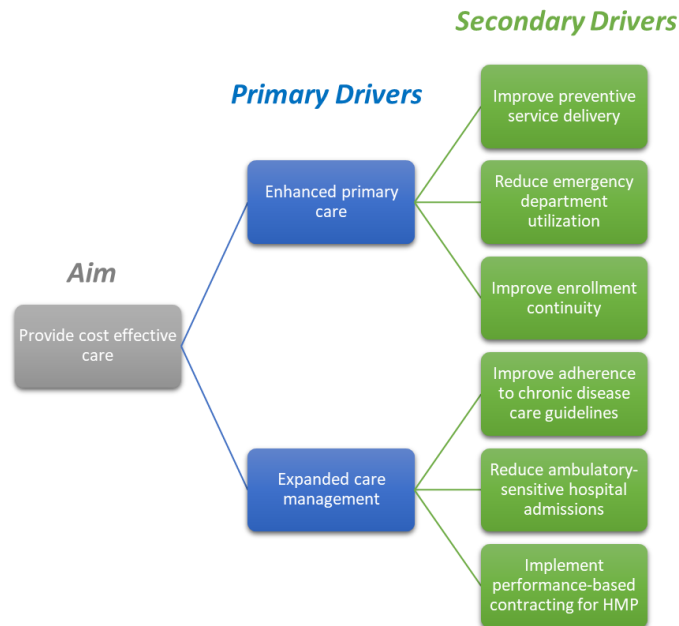 Secondary Drivers
Primary Drivers
Aim
Provide cost effective
care
Enhanced primary
care
Expanded care
management
Improve preventive
service delivery
Reduce emergency
department
utilization
Improve enrollment
continuity
Improve adherence
to chronic disease
care guidelines
Reduce ambulatory-
sensitive hospital
admissions
Implement
performance-based
contracting for HMP